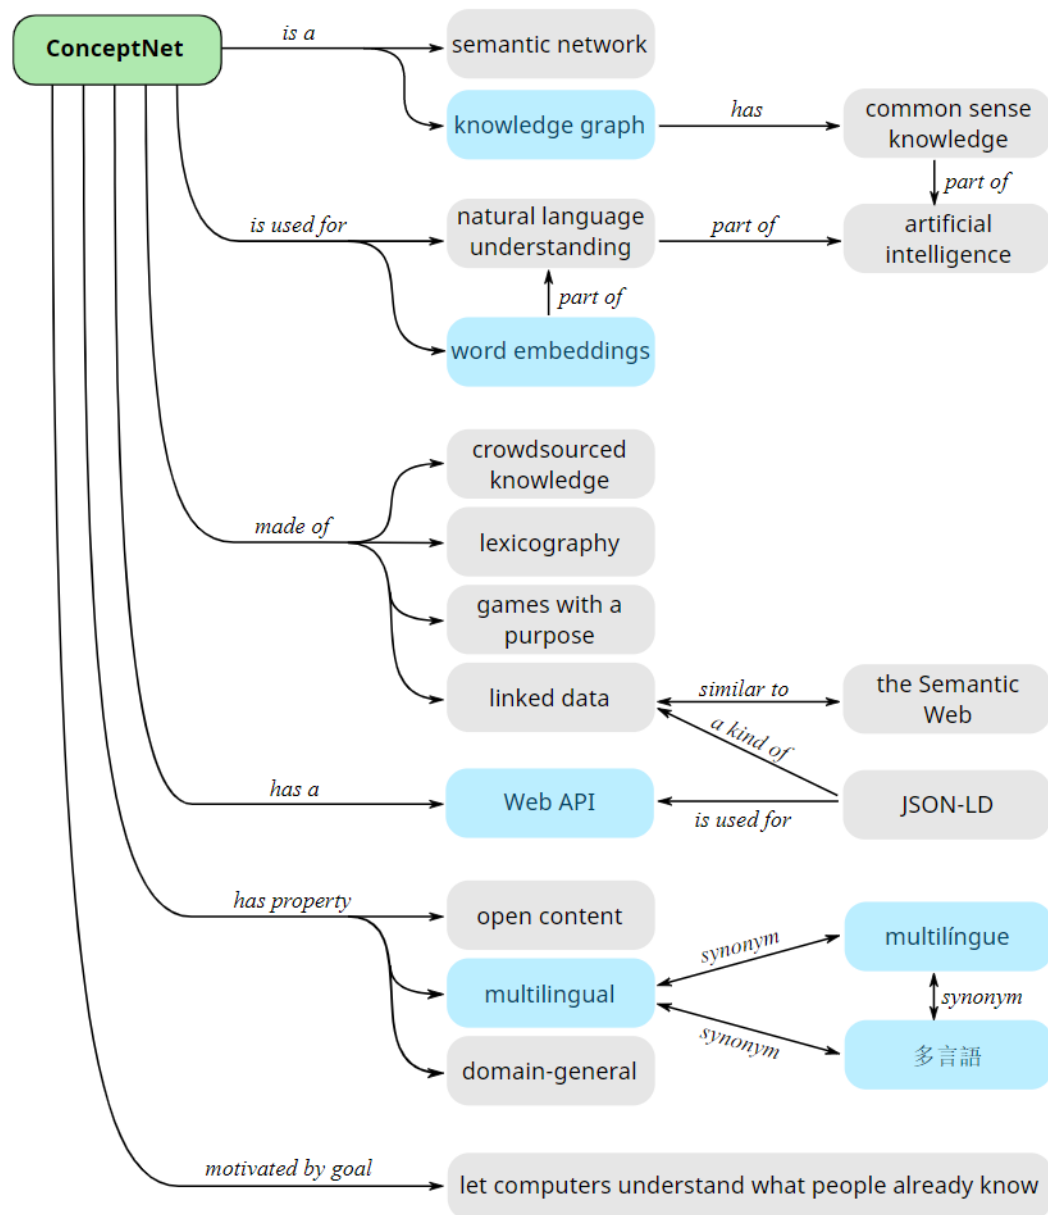 ConceptNet
is a
semantic network
knowledge graph
has
common sense
knowledge
part of
is used for
natural language
understanding
part of
artificial
intelligence
part of
word embeddings
crowdsourced
knowledge
made of
lexicography
games with a
purpose
linked data
similar to
the Semantic
Web
a kind of
has a
Web API
is used for
JSON-LD
has property
open content
multilingual
synonym
multilíngue
synonym
synonym
多言語
domain-general
motivated by goal
let computers understand what people already know